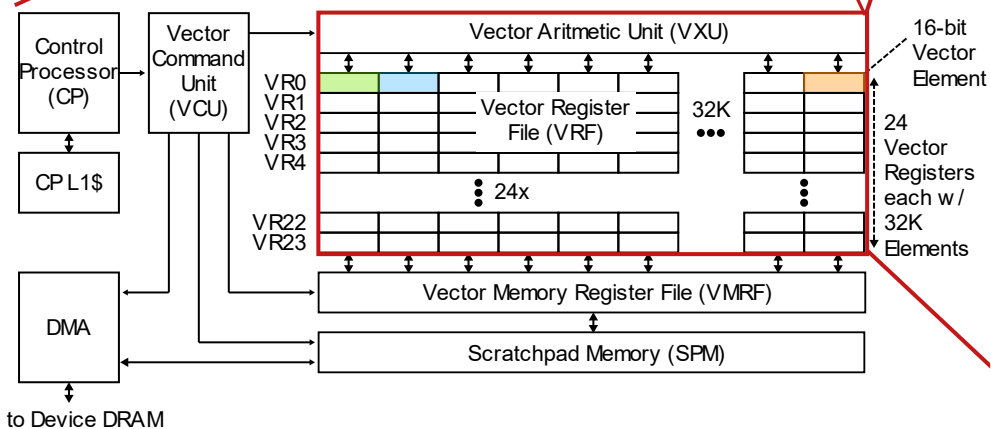 Control
Processor
(CP)
Vector
Command
Unit
(VCU)
Vector Aritmetic Unit (VXU)
16-bit
Vector
Element
VR0
VR1
VR2
VR3
VR4
Vector Register
File (VRF)
32K
24
Vector
Registers
each w/
32K
Elements
CP L1$
24x
VR22
VR23
DMA
Vector Memory Register File (VMRF)
Scratchpad Memory (SPM)
to Device DRAM